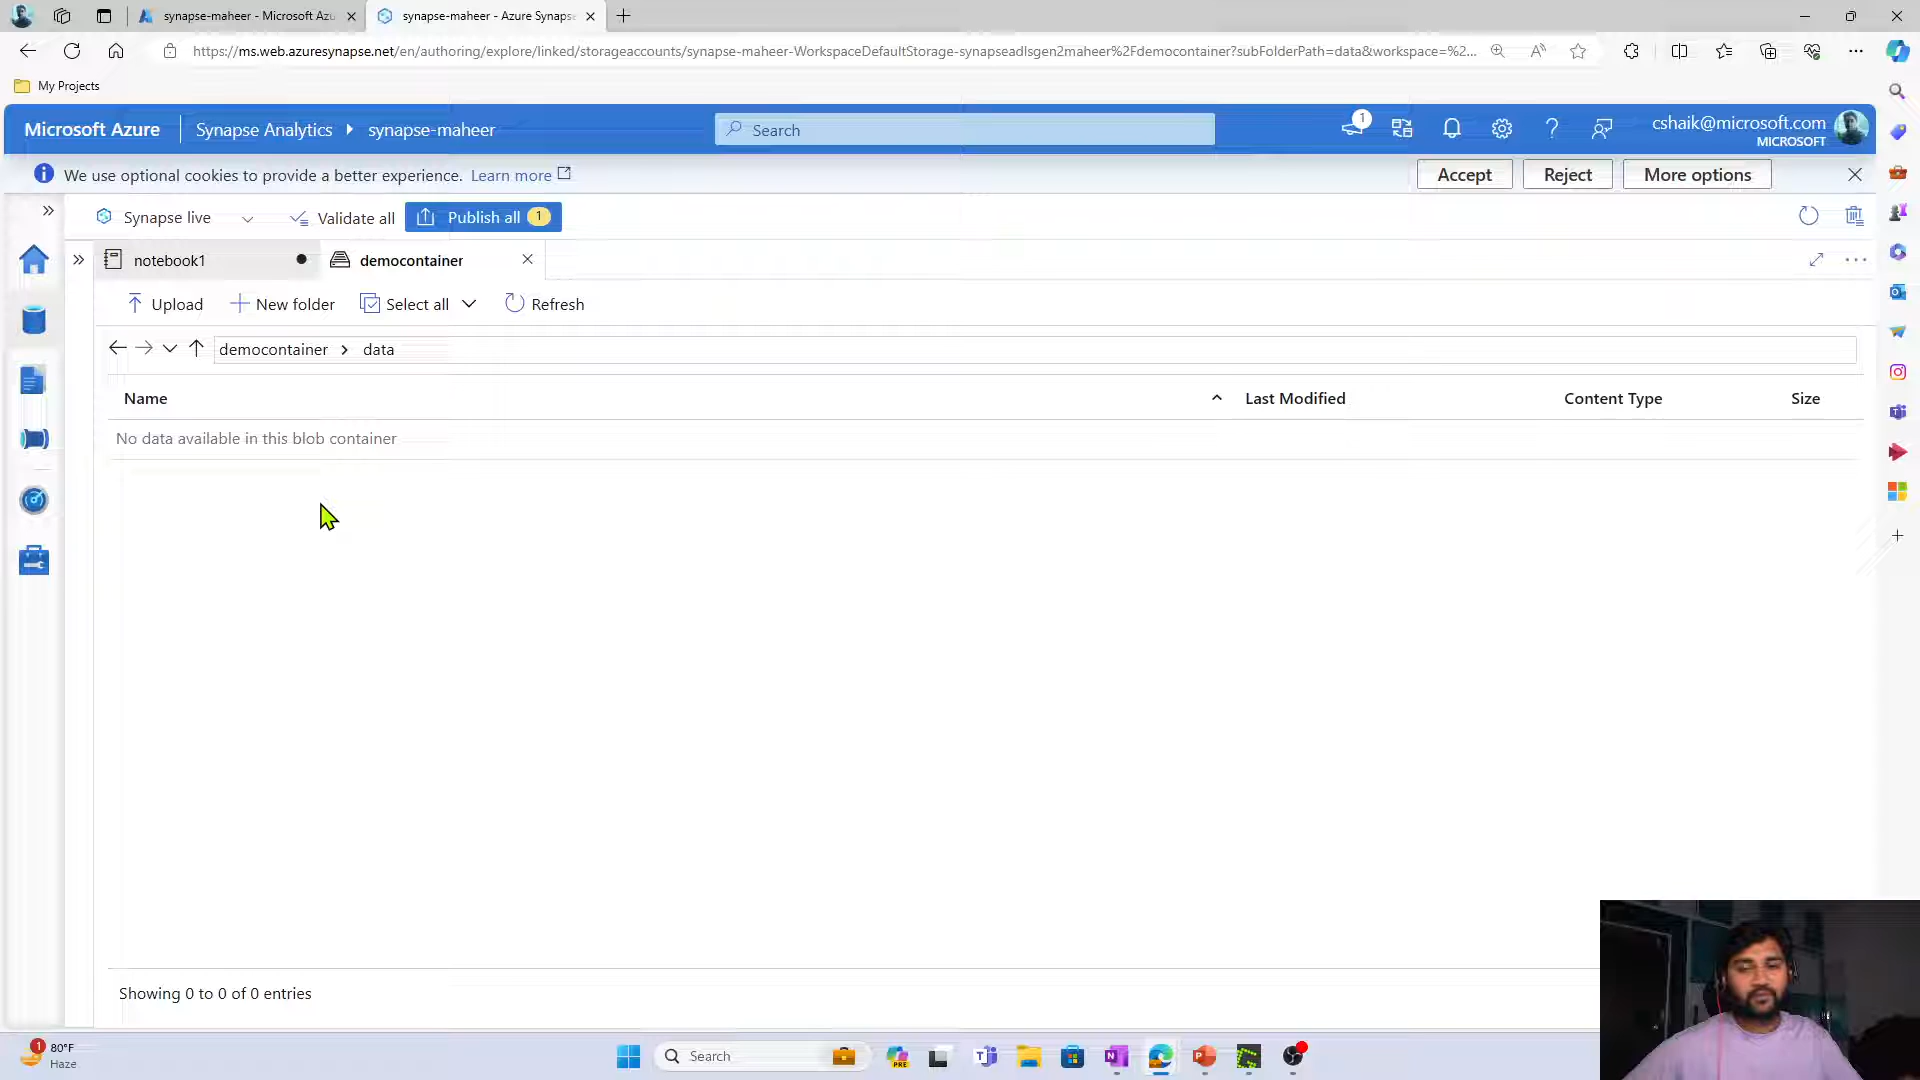 synapse-maheer - Microsoft Azu
synapse-maheer - Azure Synapse
https://ms.web.azuresynapse.net/en/authoring/explore/linked/storageaccounts/synapse-maheer-WorkspaceDefaultStorage-synapseadlsgen2maheer%2Fdemocontainer?subFolderPath=data&workspace=%2...
My Projects
Microsoft Azure
Synapse Analytics
synapse-maheer
Search
1
cshaik@microsoft.com
MICROSOFT
We use optional cookies to provide a better experience. Learn more
Accept
Reject
More options
Synapse live
Validate all
Publish all 1
notebook1
democontainer
Upload
New folder
Select all
Refresh
democontainer > data
Name
Last Modified
Content Type
Size
No data available in this blob container
Showing 0 to 0 of 0 entries
1
80°F
Haze
Search
PRE